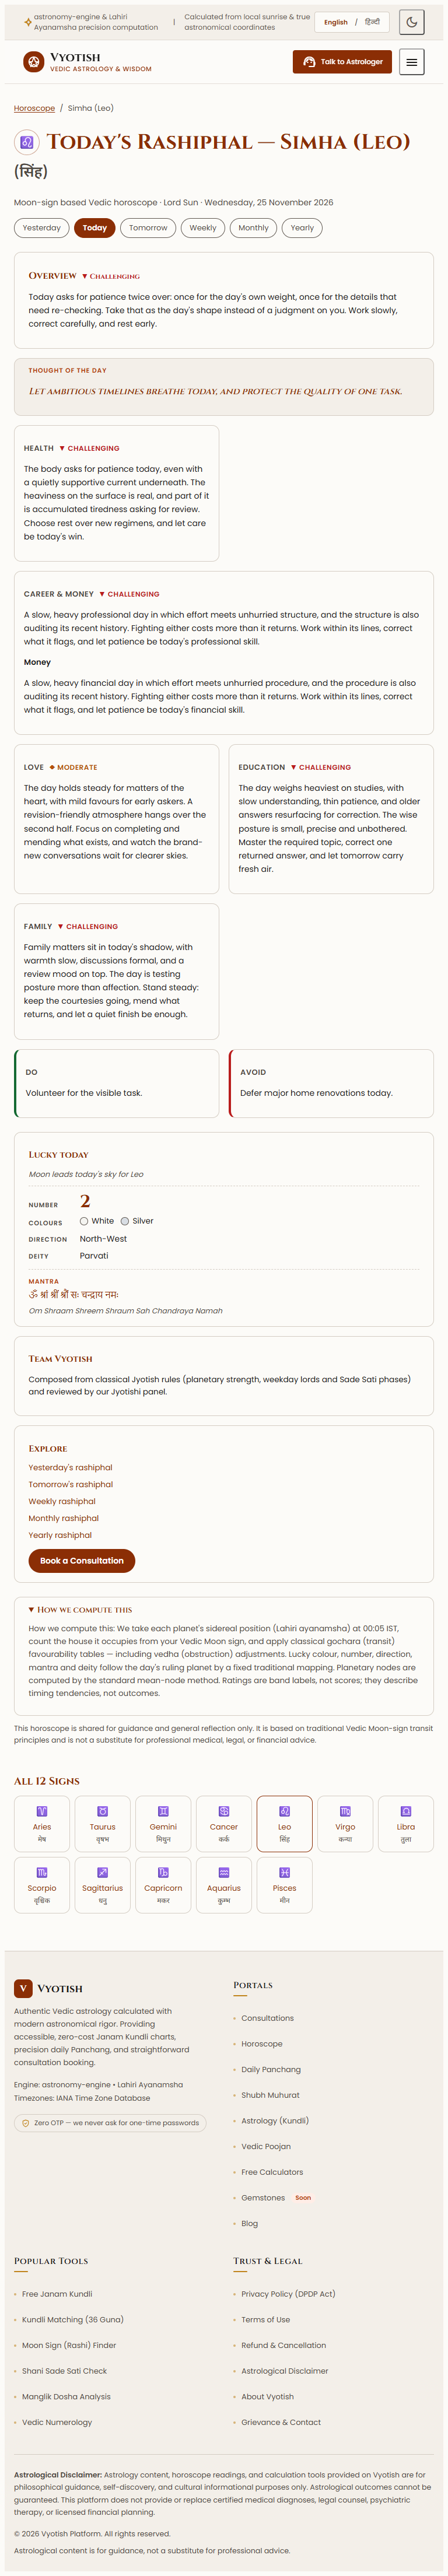 astronomy-engine & Lahiri
Ayanamsha precision computation
|
Calculated from local sunrise & true
astronomical coordinates
English / हिन्दी
Vyotish
VEDIC ASTROLOGY & WISDOM
Talk to Astrologer
Horoscope / Simha (Leo)
♌ Today's Rashiphal — Simha (Leo)
(सिंह)
Moon-sign based Vedic horoscope · Lord Sun · Wednesday, 25 November 2026
Yesterday
Today
Tomorrow
Weekly
Monthly
Yearly
Overview ▼ Challenging
Today asks for patience twice over: once for the day's own weight, once for the details that
need re-checking. Take that as the day's shape instead of a judgment on you. Work slowly,
correct carefully, and rest early.
THOUGHT OF THE DAY
Let ambitious timelines breathe today, and protect the quality of one task.
HEALTH ▼ CHALLENGING
The body asks for patience today, even with
a quietly supportive current underneath. The
heaviness on the surface is real, and part of it
is accumulated tiredness asking for review.
Choose rest over new regimens, and let care
be today's win.
CAREER & MONEY ▼ CHALLENGING
A slow, heavy professional day in which effort meets unhurried structure, and the structure is also
auditing its recent history. Fighting either costs more than it returns. Work within its lines, correct
what it flags, and let patience be today's professional skill.
Money
A slow, heavy financial day in which effort meets unhurried procedure, and the procedure is also
auditing its recent history. Fighting either costs more than it returns. Work within its lines, correct
what it flags, and let patience be today's financial skill.
LOVE ◆ MODERATE
The day holds steady for matters of the
heart, with mild favours for early askers. A
revision-friendly atmosphere hangs over the
second half. Focus on completing and
mending what exists, and watch the brand-
new conversations wait for clearer skies.
EDUCATION ▼ CHALLENGING
The day weighs heaviest on studies, with
slow understanding, thin patience, and older
answers resurfacing for correction. The wise
posture is small, precise and unbothered.
Master the required topic, correct one
returned answer, and let tomorrow carry
fresh air.
FAMILY ▼ CHALLENGING
Family matters sit in today's shadow, with
warmth slow, discussions formal, and a
review mood on top. The day is testing
posture more than affection. Stand steady:
keep the courtesies going, mend what
returns, and let a quiet finish be enough.
DO
Volunteer for the visible task.
AVOID
Defer major home renovations today.
Lucky today
Moon leads today's sky for Leo
NUMBER 2
COLOURS White Silver
DIRECTION North-West
DEITY Parvati
MANTRA
ॐ श्रां श्रीं श्रौं सः चन्द्राय नमः
Om Shraam Shreem Shraum Sah Chandraya Namah
Team Vyotish
Composed from classical Jyotish rules (planetary strength, weekday lords and Sade Sati phases)
and reviewed by our Jyotishi panel.
Explore
Yesterday's rashiphal
Tomorrow's rashiphal
Weekly rashiphal
Monthly rashiphal
Yearly rashiphal
Book a Consultation
▼ How we compute this
How we compute this: We take each planet's sidereal position (Lahiri ayanamsha) at 00:05 IST,
count the house it occupies from your Vedic Moon sign, and apply classical gochara (transit)
favourability tables — including vedha (obstruction) adjustments. Lucky colour, number, direction,
mantra and deity follow the day's ruling planet by a fixed traditional mapping. Planetary nodes are
computed by the standard mean-node method. Ratings are band labels, not scores; they describe
timing tendencies, not outcomes.
This horoscope is shared for guidance and general reflection only. It is based on traditional Vedic Moon-sign transit
principles and is not a substitute for professional medical, legal, or financial advice.
All 12 Signs
♈ ♉ ♊ ♋ ♌ ♍ ♎
Aries Taurus Gemini Cancer Leo Virgo Libra
मेष वृषभ मिथुन कर्क सिंह कन्या तुला
♏ ♐ ♑ ♒ ♓
Scorpio Sagittarius Capricorn Aquarius Pisces
वृश्चिक धनु मकर कुम्भ मीन
V Vyotish
Authentic Vedic astrology calculated with
modern astronomical rigor. Providing
accessible, zero-cost Janam Kundli charts,
precision daily Panchang, and straightforward
consultation booking.
Engine: astronomy-engine • Lahiri Ayanamsha
Timezones: IANA Time Zone Database
Zero OTP — we never ask for one-time passwords
Portals
Consultations
Horoscope
Daily Panchang
Shubh Muhurat
Astrology (Kundli)
Vedic Poojan
Free Calculators
Gemstones Soon
Blog
Popular Tools
Free Janam Kundli
Kundli Matching (36 Guna)
Moon Sign (Rashi) Finder
Shani Sade Sati Check
Manglik Dosha Analysis
Vedic Numerology
Trust & Legal
Privacy Policy (DPDP Act)
Terms of Use
Refund & Cancellation
Astrological Disclaimer
About Vyotish
Grievance & Contact
Astrological Disclaimer: Astrology content, horoscope readings, and calculation tools provided on Vyotish are for
philosophical guidance, self-discovery, and cultural informational purposes only. Astrological outcomes cannot be
guaranteed. This platform does not provide or replace certified medical diagnoses, legal counsel, psychiatric
therapy, or licensed financial planning.
© 2026 Vyotish Platform. All rights reserved.
Astrological content is for guidance, not a substitute for professional advice.